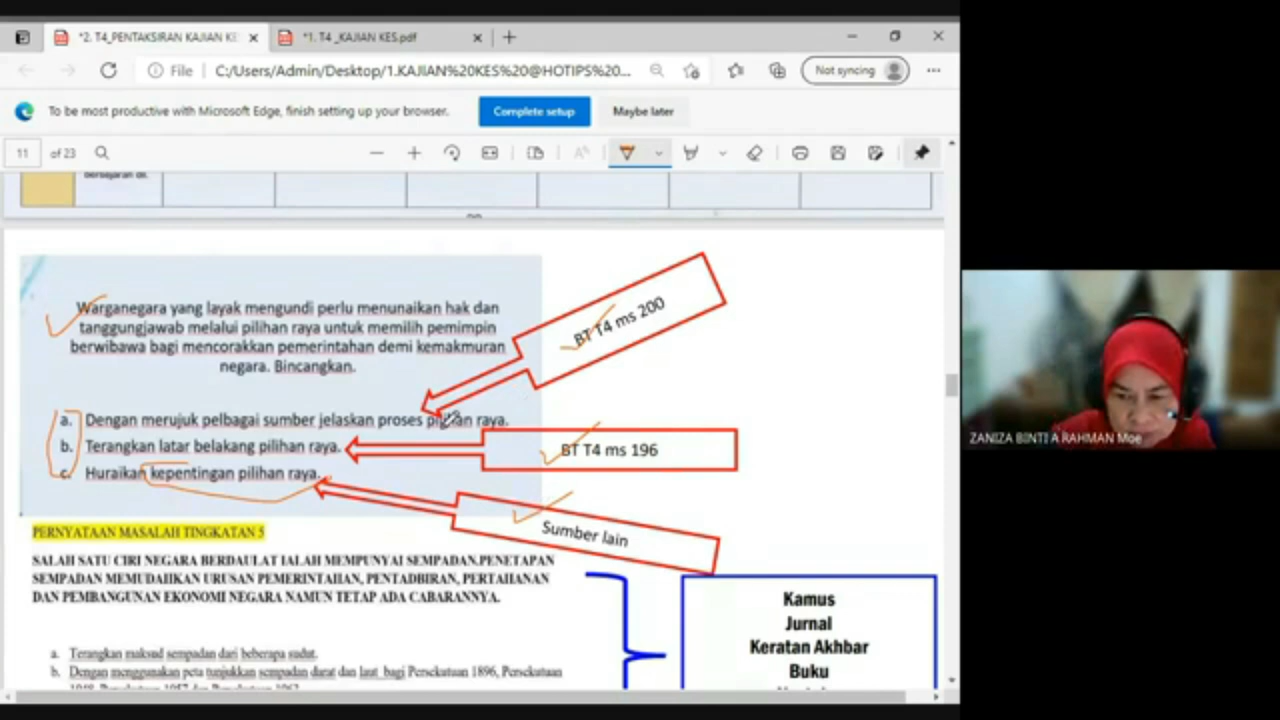 *2. T4_PENTAKSIRAN KAJIAN KE
*1. T4 _KAJIAN KES.pdf
File
C:/Users/Admin/Desktop/1.KAJIAN%20KES%20@HOTIPS%20...
Not syncing
To be most productive with Microsoft Edge, finish setting up your browser.
Complete setup
Maybe later
11 of 23
Warganegara yang layak mengundi perlu menunaikan hak dan
tanggungjawab melalui pilihan raya untuk memilih pemimpin
berwibawa bagi mencorakkan pemerintahan demi kemakmuran
negara. Bincangkan.
BT T4 ms 200
a. Dengan merujuk pelbagai sumber jelaskan proses pilihan raya.
b. Terangkan latar belakang pilihan raya.
BT T4 ms 196
c. Huraikan kepentingan pilihan raya.
Sumber lain
PERNYATAAN MASALAH TINGKATAN 5
SALAH SATU CIRI NEGARA BERDAULAT IALAH MEMPUNYAI SEMPADAN.PENETAPAN
SEMPADAN MEMUDAHKAN URUSAN PEMERINTAHAN, PENTADBIRAN, PERTAHANAN
DAN PEMBANGUNAN EKONOMI NEGARA NAMUN TETAP ADA CABARANNYA.
Kamus
Jurnal
Keratan Akhbar
Buku
a. Terangkan maksud sempadan dari beberapa sudut.
b. Dengan menggunakan peta tunjukkan sempadan darat dan laut bagi Persekutuan 1896, Persekutuan
ZANIZA BINTI A RAHMAN Moe